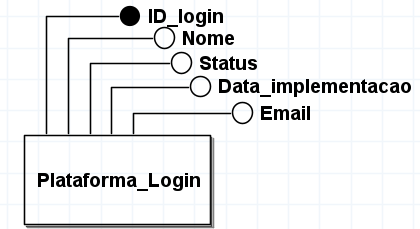 ID_login
Nome
Status
Data_implementacao
Email
Plataforma_Login